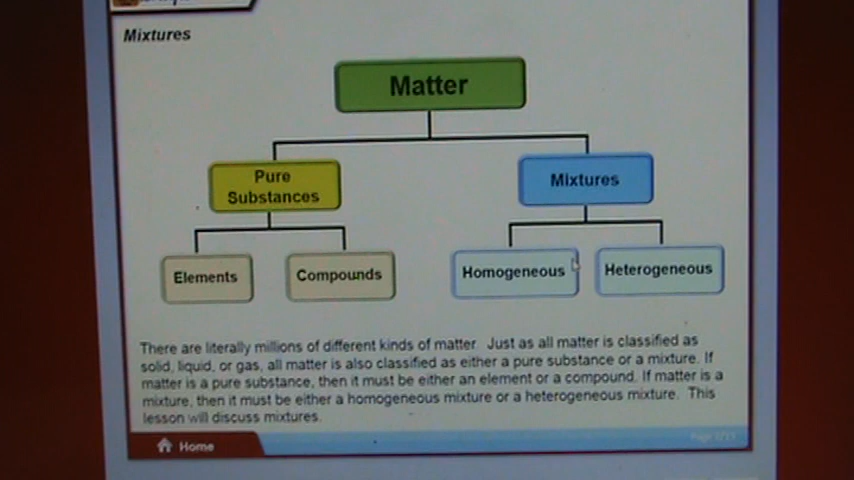 Mixtures
Matter
Pure
Substances
Mixtures
Elements
Compounds
Homogeneous
Heterogeneous
There are literally millions of different kinds of matter. Just as all matter is classified as
solid, liquid, or gas, all matter is also classified as either a pure substance or a mixture. If
matter is a pure substance, then it must be either an element or a compound. If matter is a
mixture, then it must be either a homogeneous mixture or a heterogeneous mixture. This
lesson will discuss mixtures.
Home
Page